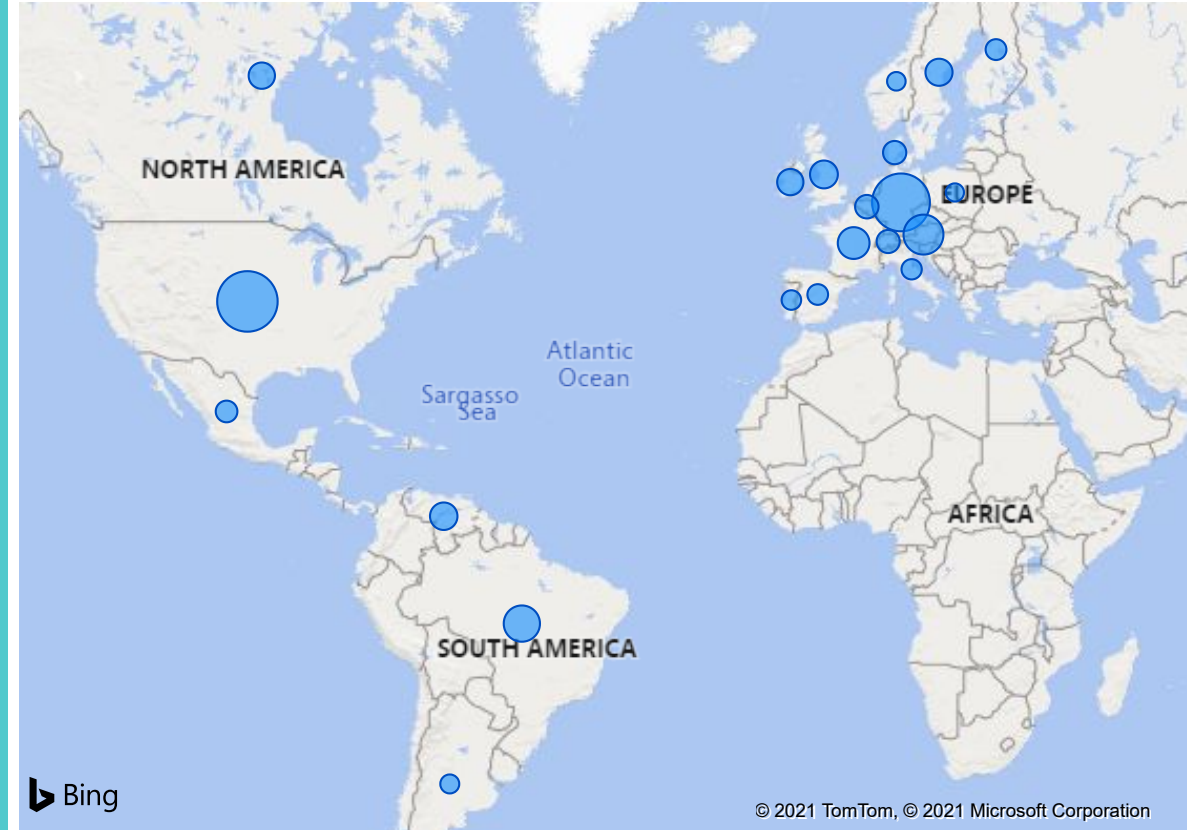 NORTH AMERICA
EUROPE
Atlantic
Ocean
Sargasso
Sea
AFRICA
SOUTH AMERICA
Bing
© 2021 TomTom, © 2021 Microsoft Corporation